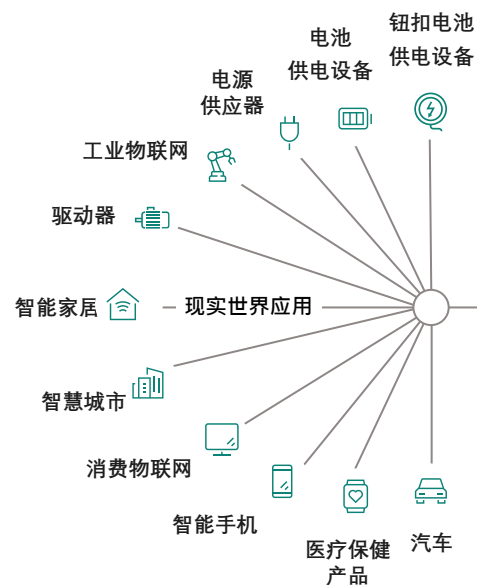 钮扣电池
供电设备
电池
供电设备
电源
供应器
工业物联网
驱动器
智能家居
现实世界应用
智慧城市
消费物联网
智能手机
医疗保健
产品
汽车